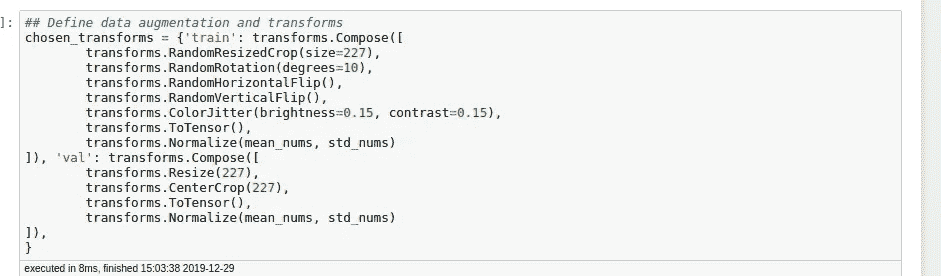 ]: ## Define data augmentation and transforms
chosen_transforms = {'train': transforms.Compose([
        transforms.RandomResizedCrop(size=227),
        transforms.RandomRotation(degrees=10),
        transforms.RandomHorizontalFlip(),
        transforms.RandomVerticalFlip(),
        transforms.ColorJitter(brightness=0.15, contrast=0.15),
        transforms.ToTensor(),
        transforms.Normalize(mean_nums, std_nums)
]), 'val': transforms.Compose([
        transforms.Resize(227),
        transforms.CenterCrop(227),
        transforms.ToTensor(),
        transforms.Normalize(mean_nums, std_nums)
]),
}
executed in 8ms, finished 15:03:38 2019-12-29